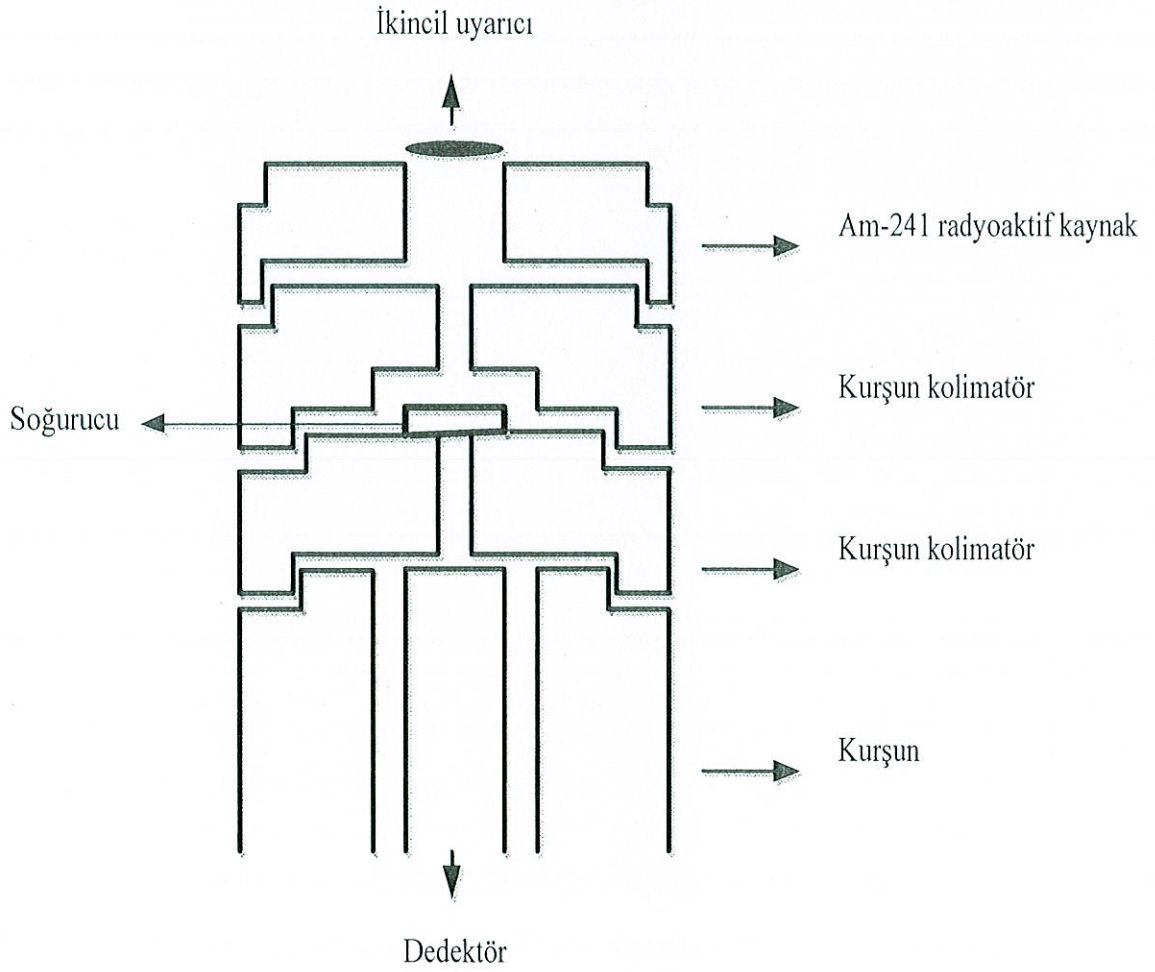 İkincil uyarıcı
Am-241 radyoaktif kaynak
Kurşun kolimatör
Soğurucu
Kurşun kolimatör
Kurşun
Dedektör